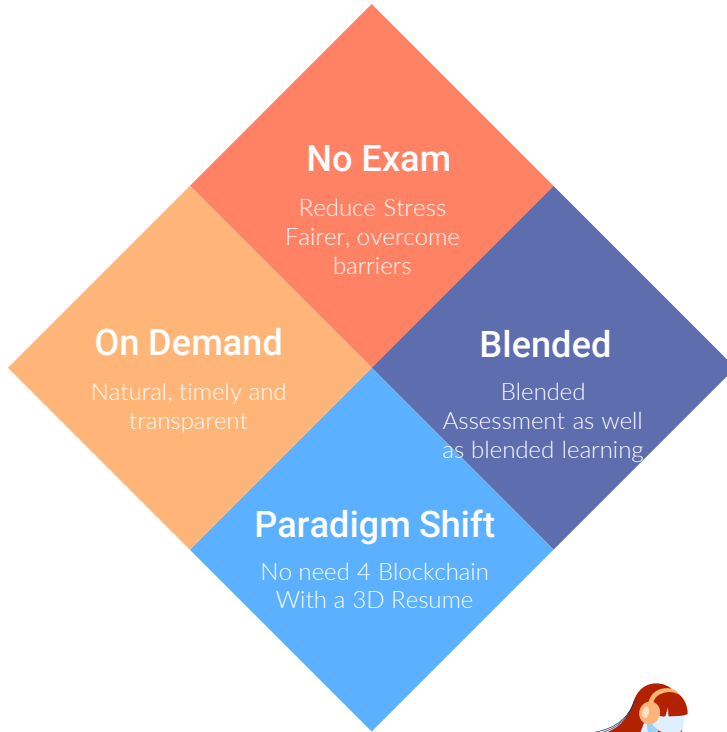 No Exam
Reduce Stress
Fairer, overcome
barriers
On Demand
Natural, timely and
transparent
Blended
Blended
Assessment as well
as blended learning
Paradigm Shift
No need 4 Blockchain
With a 3D Resume